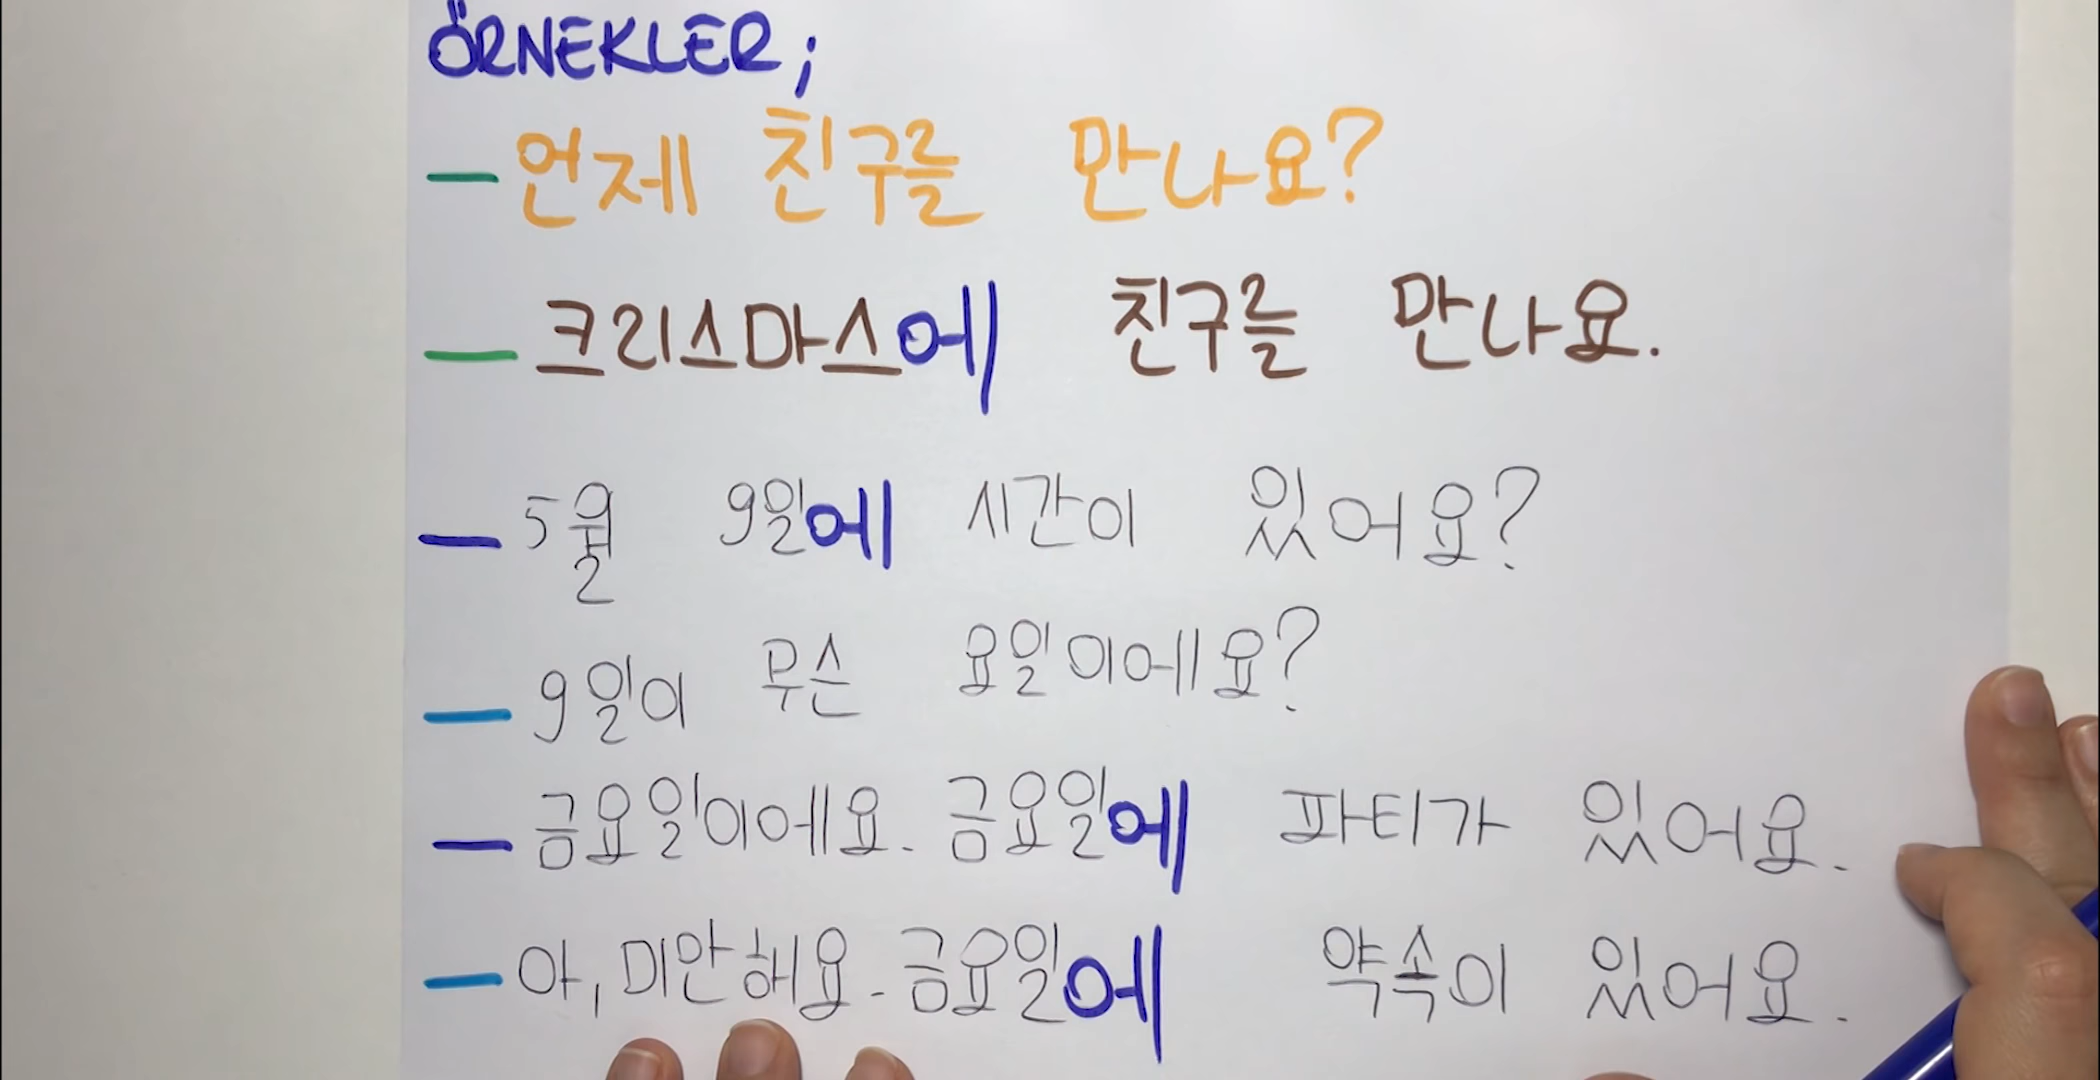 ÖRNEKLER;
— 언제 친구를 만나요?
— 크리스마스에 친구를 만나요.
— 5월 9일에 시간이 있어요?
— 9일이 무슨 요일이에요?
— 금요일이에요. 금요일에 파티가 있어요.
— 아, 미안해요. 금요일에 약속이 있어요.